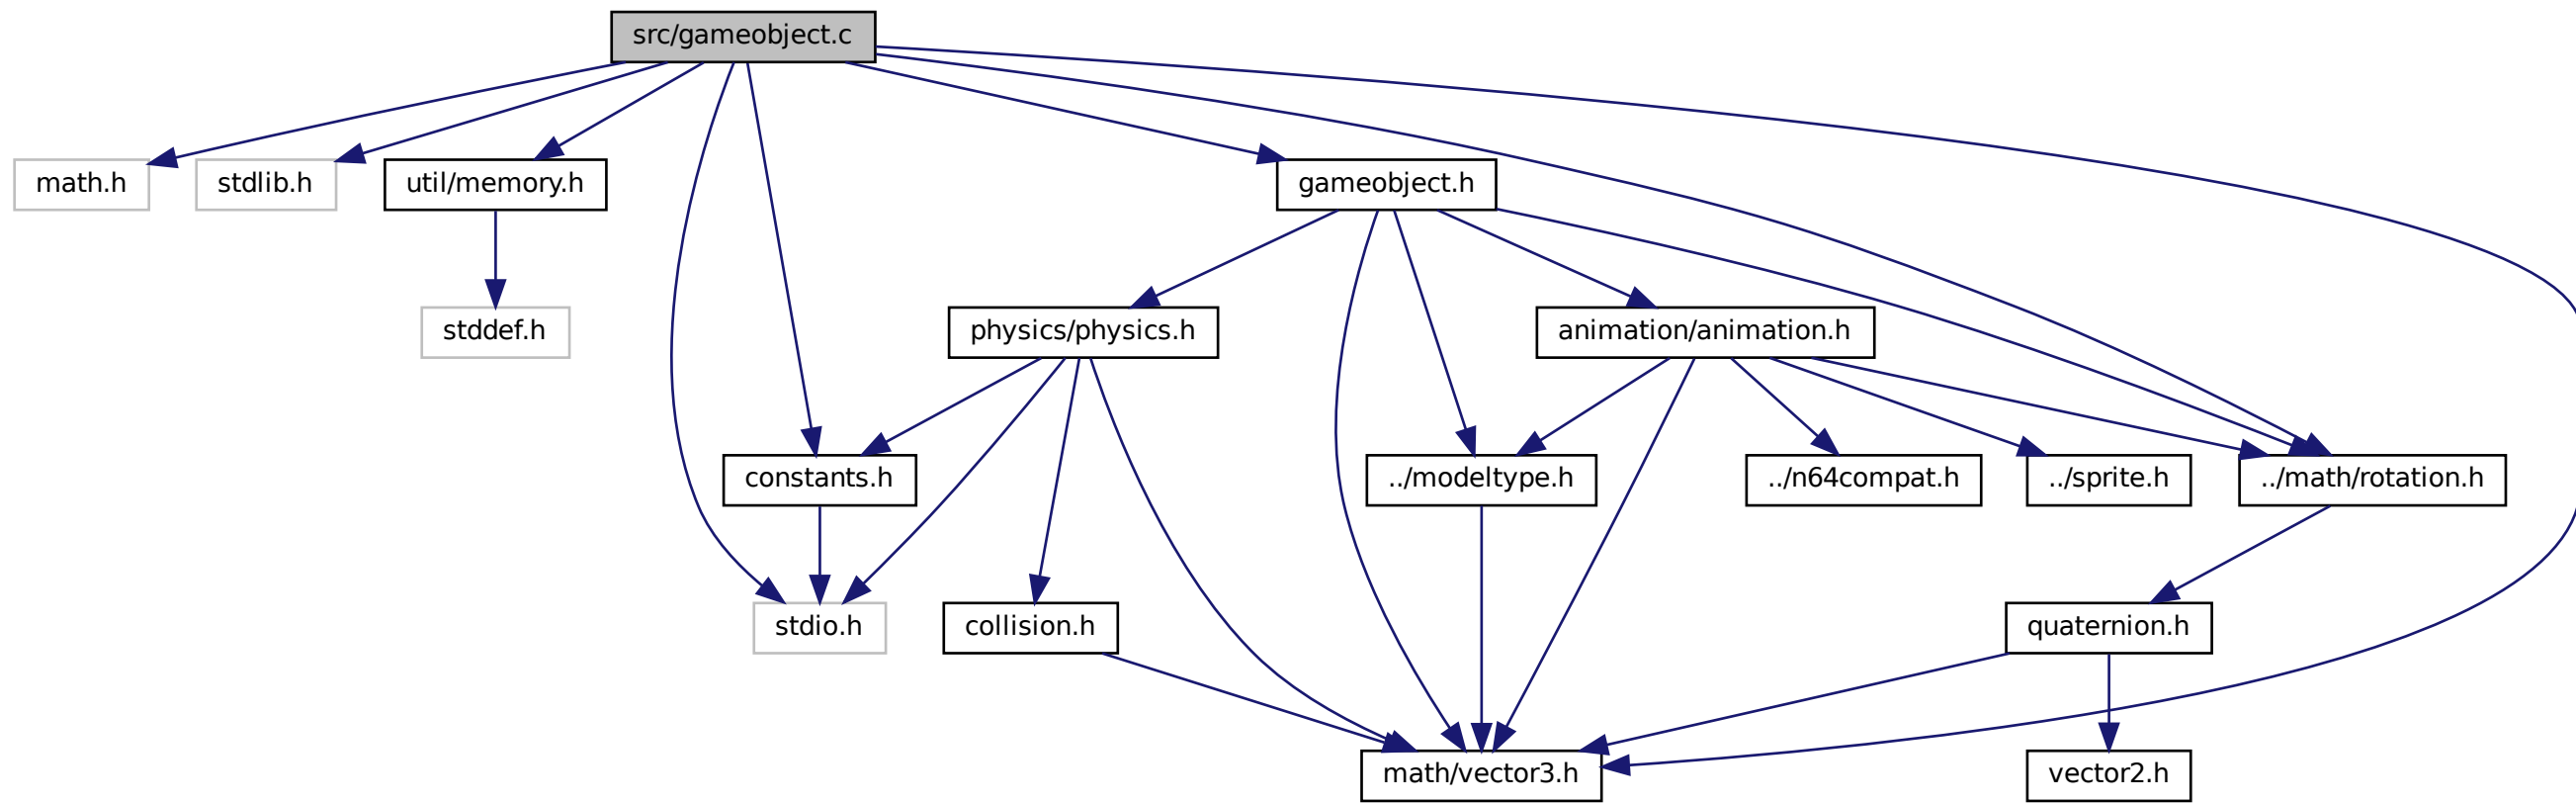 src/gameobject.c
math.h
stdlib.h
util/memory.h
gameobject.h
stddef.h
physics/physics.h
animation/animation.h
constants.h
../modeltype.h
../n64compat.h
../sprite.h
../math/rotation.h
stdio.h
collision.h
quaternion.h
math/vector3.h
vector2.h